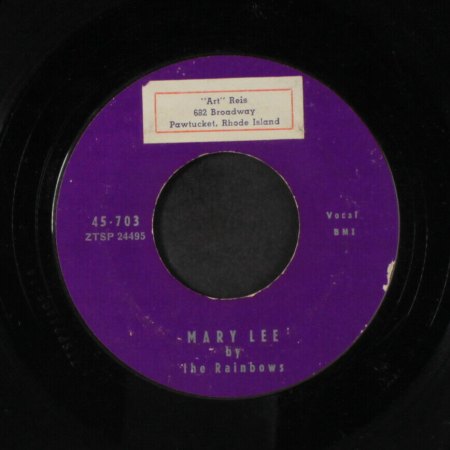 "Art" Reis
682 Broadway
Pawtucket, Rhode Island
45-703
ZTSP 24495
Vocal
BMI
MARY LEE
by
The Rainbows